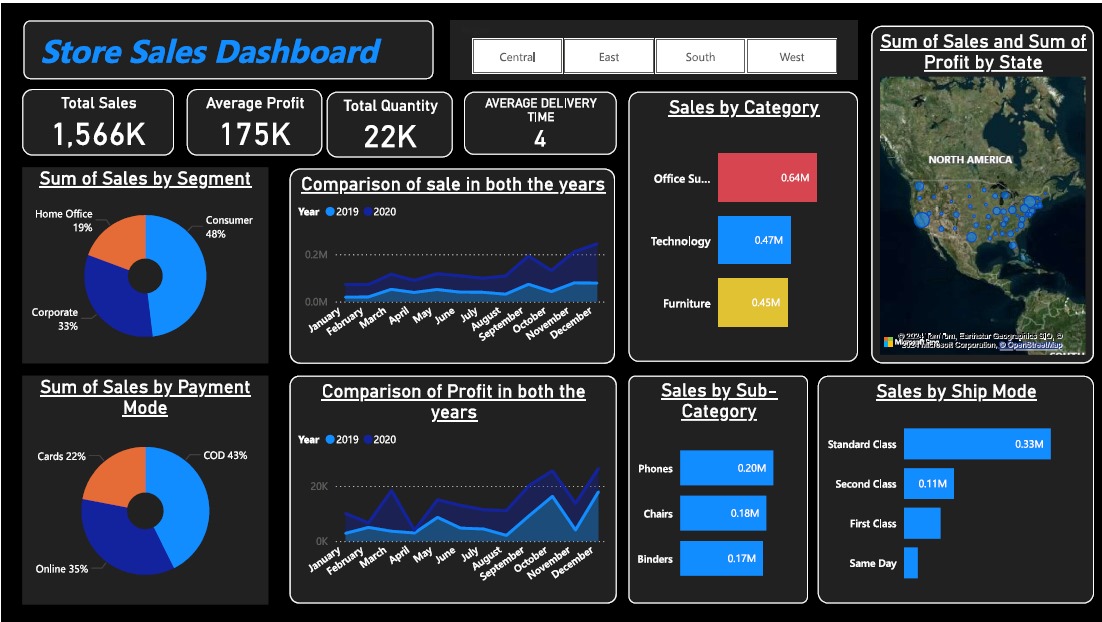 Store Sales Dashboard
Central
East
South
West
Sum of Sales and Sum of
Profit by State
NORTH AMERICA
© 2024 TomTom, Earthstar Geographics SIO, ©
2024 Microsoft Corporation, © OpenStreetMap
Total Sales
1,566K
Average Profit
175K
Total Quantity
22K
AVERAGE DELIVERY
TIME
4
Sales by Category
Office Su...
0.64M
Technology
0.47M
Furniture
0.45M
Sum of Sales by Segment
Home Office
19%
Consumer
48%
Corporate
33%
Comparison of sale in both the years
Year 2019 2020
0.2M
0.0M
January
February
March
April
May
June
July
August
September
October
November
December
Sum of Sales by Payment
Mode
Cards 22%
COD 43%
Online 35%
Comparison of Profit in both the
years
Year 2019 2020
20K
0K
January
February
March
April
May
June
July
August
September
October
November
December
Sales by Sub-
Category
Phones
0.20M
Chairs
0.18M
Binders
0.17M
Sales by Ship Mode
Standard Class
0.33M
Second Class
0.11M
First Class
Same Day